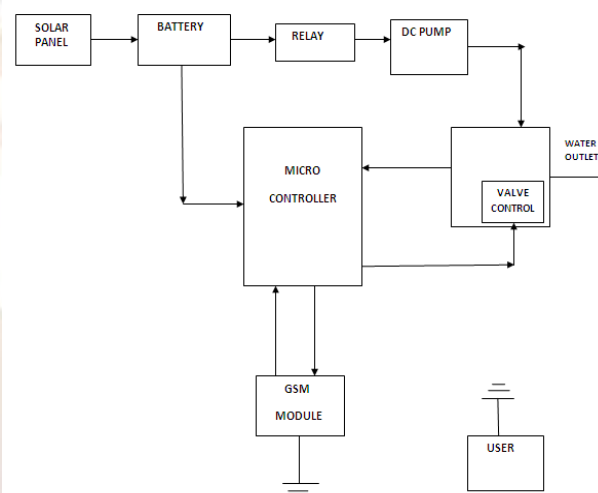 SOLAR
PANEL
BATTERY
RELAY
DC PUMP
MICRO
CONTROLLER
WATER
OUTLET
VALVE
CONTROL
GSM
MODULE
USER